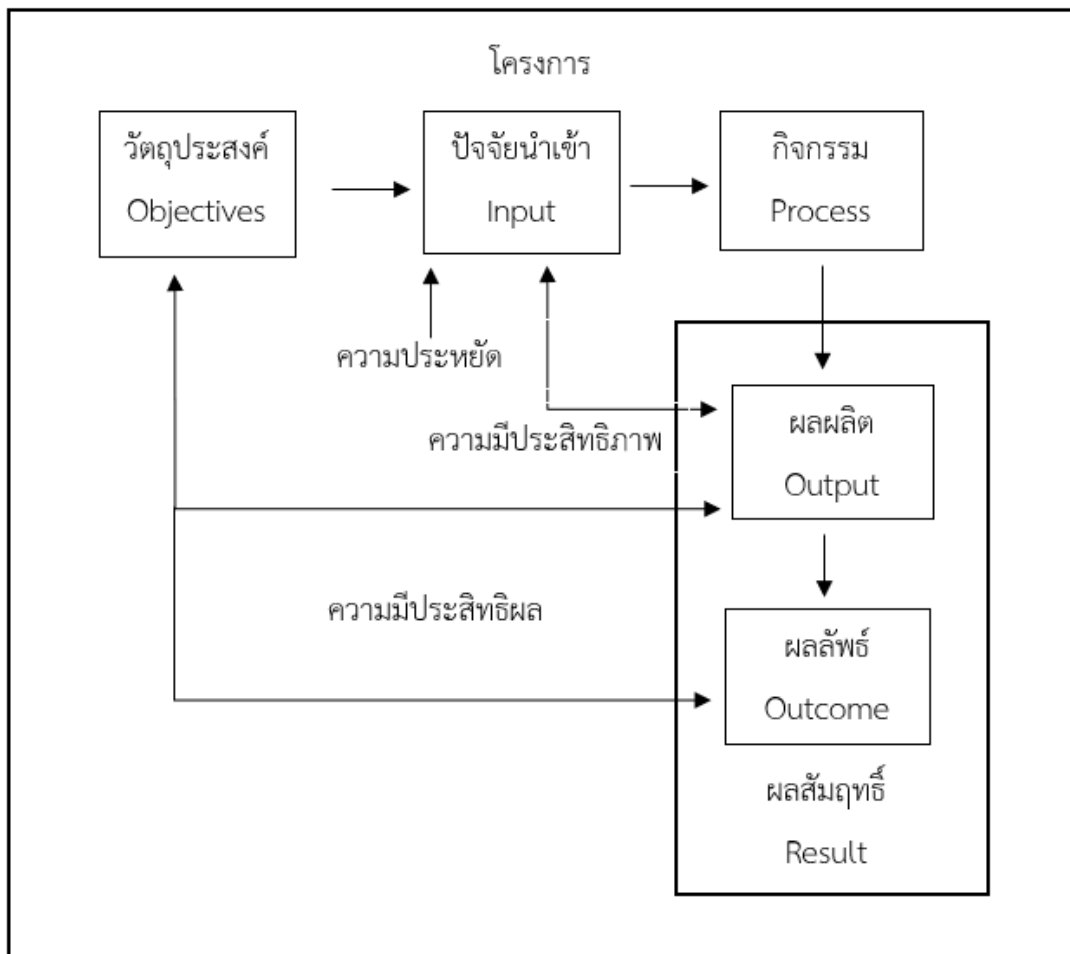 โครงการ
วัตถุประสงค์
Objectives
ปัจจัยนำเข้า
Input
กิจกรรม
Process
ความประหยัด
ความมีประสิทธิภาพ
ผลผลิต
Output
ความมีประสิทธิผล
ผลลัพธ์
Outcome
ผลสัมฤทธิ์
Result